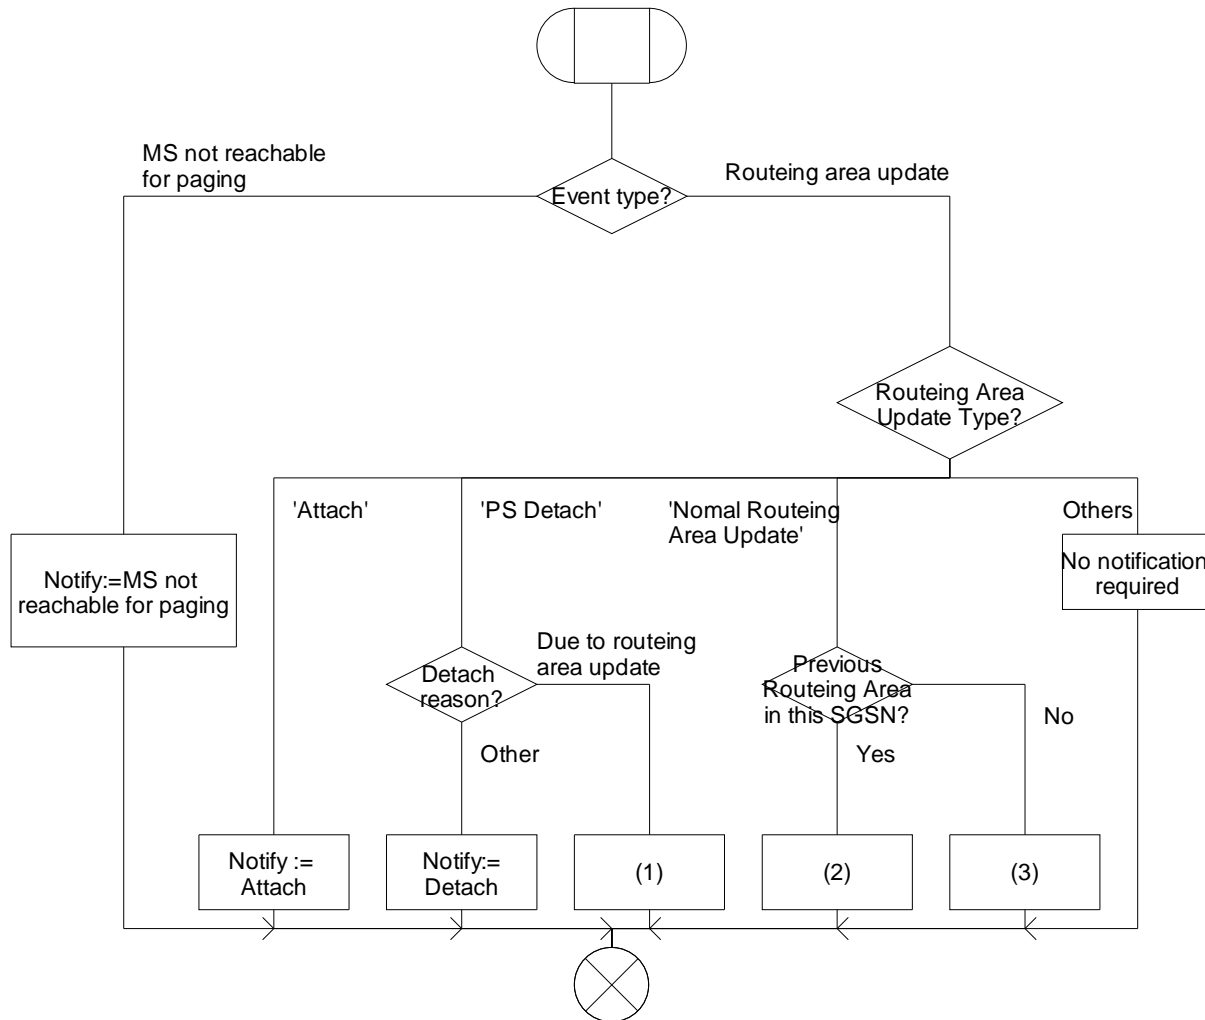 MS not reachable
for paging
Event type?
Routeing area update
Routeing Area
Update Type?
'Attach'
'PS Detach'
'Nomal Routeing
Area Update'
Others
Notify:=MS not
reachable for paging
No notification
required
Due to routeing
area update
Detach
reason?
Previous
Routeing Area
in this SGSN?
No
Other
Yes
Notify :=
Attach
Notify:=
Detach
(1)
(2)
(3)